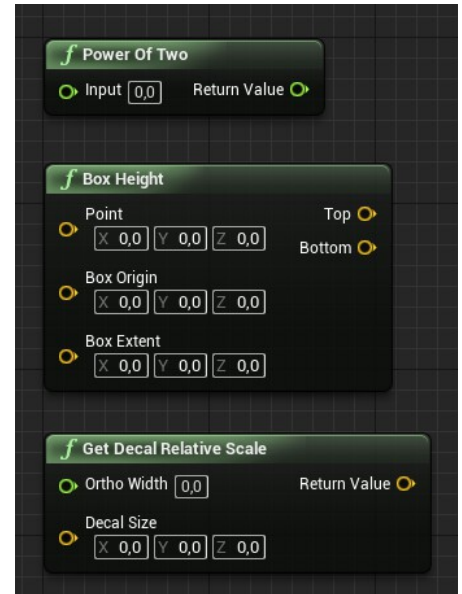 f Power Of Two
Input 0,0 Return Value
f Box Height
Point Top
X 0,0 Y 0,0 Z 0,0
Bottom
Box Origin
X 0,0 Y 0,0 Z 0,0
Box Extent
X 0,0 Y 0,0 Z 0,0
f Get Decal Relative Scale
Ortho Width 0,0 Return Value
Decal Size
X 0,0 Y 0,0 Z 0,0